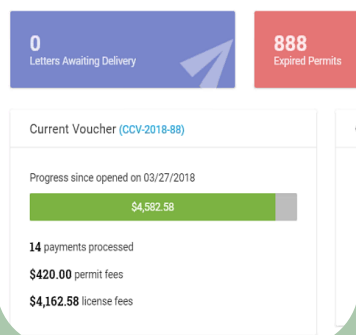 0
Letters Awaiting Delivery
888
Expired Permits
Current Voucher (CCV-2018-88)
Progress since opened on 03/27/2018
$4,582.58
14 payments processed
$420.00 permit fees
$4,162.58 license fees